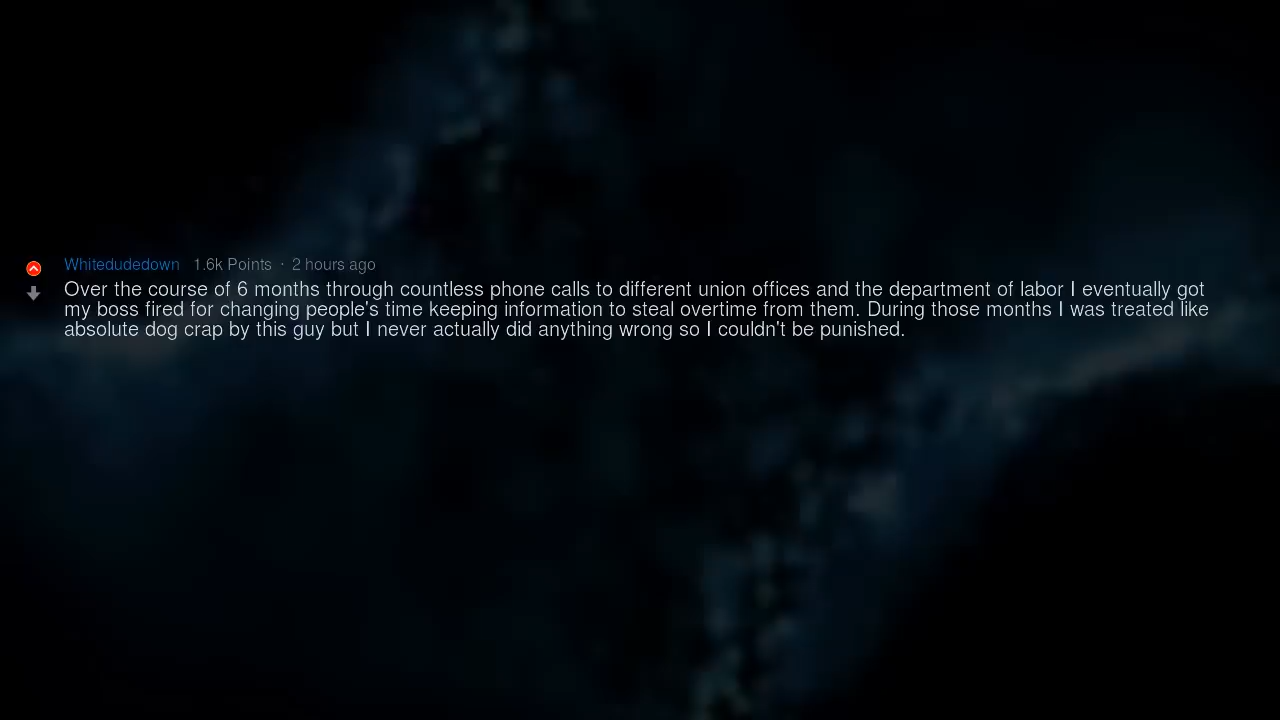 Whitedudedown 1.6k Points · 2 hours ago
Over the course of 6 months through countless phone calls to different union offices and the department of labor I eventually got
my boss fired for changing people's time keeping information to steal overtime from them. During those months I was treated like
absolute dog crap by this guy but I never actually did anything wrong so I couldn't be punished.